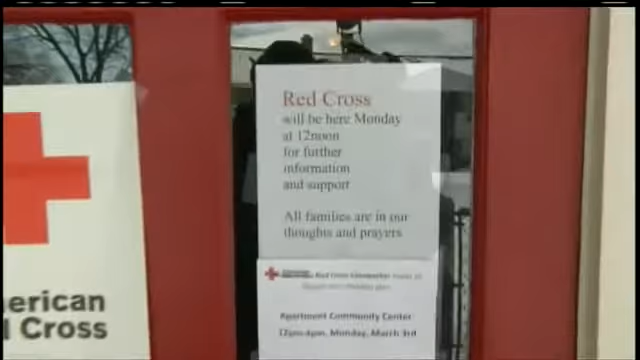 erican
d Cross
Red Cross
will be here Monday
at 12noon
for further
information
and support
All families are in our
thoughts and prayers
Red Cross
Apartment Community Center
12pm-4pm, Monday, March 3rd